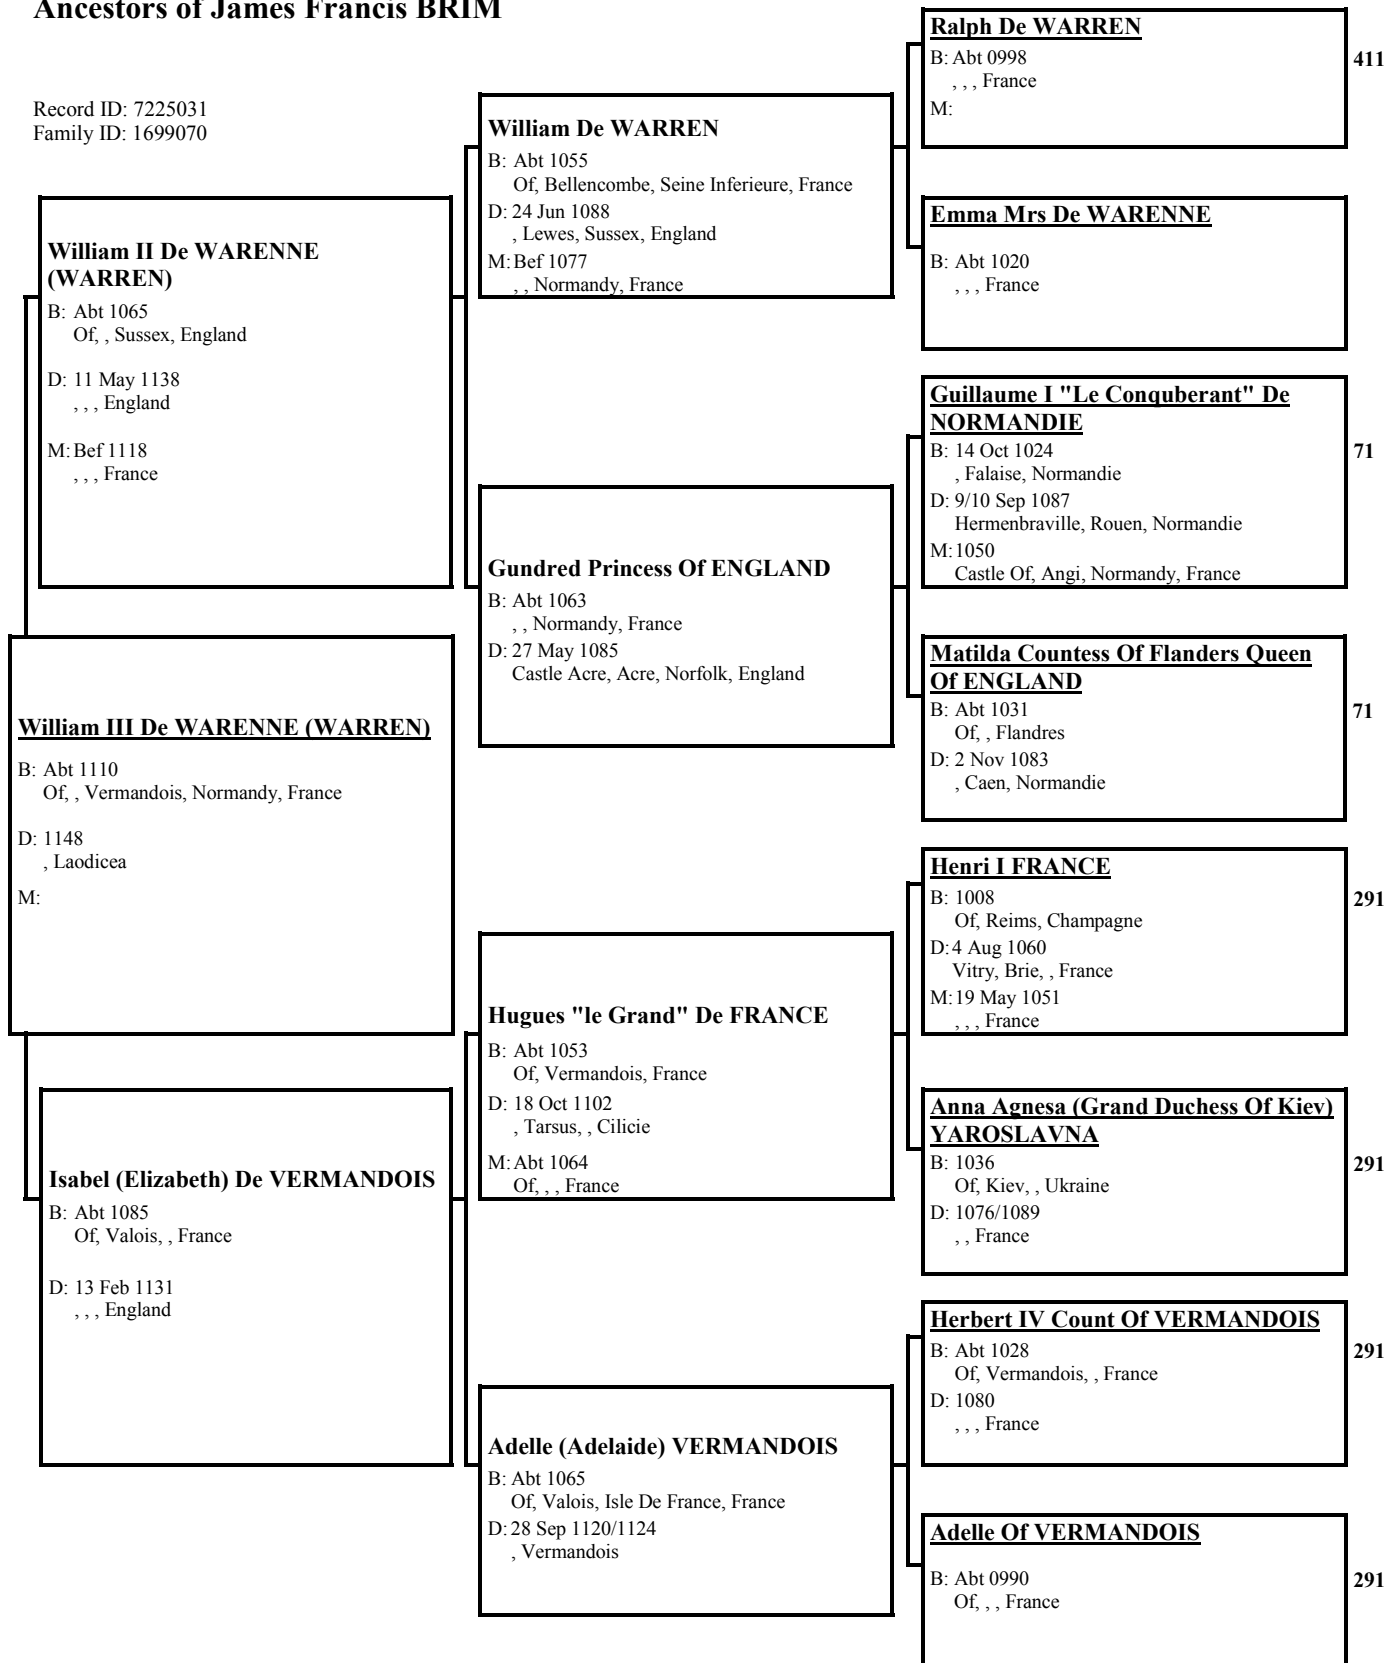 Ancestors of James Francis BRIM
Record ID: 7225031
Family ID: 1699070
William III De WARENNE (WARREN)
B: Abt 1110
Of, , Vermandois, Normandy, France
D: 1148
, Laodicea
M:
William II De WARENNE
(WARREN)
B: Abt 1065
Of, , Sussex, England
D: 11 May 1138
, , , England
M: Bef 1118
, , , France
Isabel (Elizabeth) De VERMANDOIS
B: Abt 1085
Of, Valois, , France
D: 13 Feb 1131
, , , England
William De WARREN
B: Abt 1055
Of, Bellencombe, Seine Inferieure, France
D: 24 Jun 1088
, Lewes, Sussex, England
M: Bef 1077
, , Normandy, France
Gundred Princess Of ENGLAND
B: Abt 1063
, , Normandy, France
D: 27 May 1085
Castle Acre, Acre, Norfolk, England
Hugues "le Grand" De FRANCE
B: Abt 1053
Of, Vermandois, France
D: 18 Oct 1102
, Tarsus, , Cilicie
M: Abt 1064
Of, , , France
Adelle (Adelaide) VERMANDOIS
B: Abt 1065
Of, Valois, Isle De France, France
D: 28 Sep 1120/1124
, Vermandois
Ralph De WARREN
B: Abt 0998
, , , France
M:
411
Emma Mrs De WARENNE
B: Abt 1020
, , , France
Guillaume I "Le Conquberant" De
NORMANDIE
B: 14 Oct 1024
, Falaise, Normandie
D: 9/10 Sep 1087
Hermenbraville, Rouen, Normandie
M: 1050
Castle Of, Angi, Normandy, France
71
Matilda Countess Of Flanders Queen
Of ENGLAND
B: Abt 1031
Of, , Flandres
D: 2 Nov 1083
, Caen, Normandie
71
Henri I FRANCE
B: 1008
Of, Reims, Champagne
D: 4 Aug 1060
Vitry, Brie, , France
M: 19 May 1051
, , , France
291
Anna Agnesa (Grand Duchess Of Kiev)
YAROSLAVNA
B: 1036
Of, Kiev, , Ukraine
D: 1076/1089
, , France
291
Herbert IV Count Of VERMANDOIS
B: Abt 1028
Of, Vermandois, , France
D: 1080
, , , France
291
Adelle Of VERMANDOIS
B: Abt 0990
Of, , , France
291